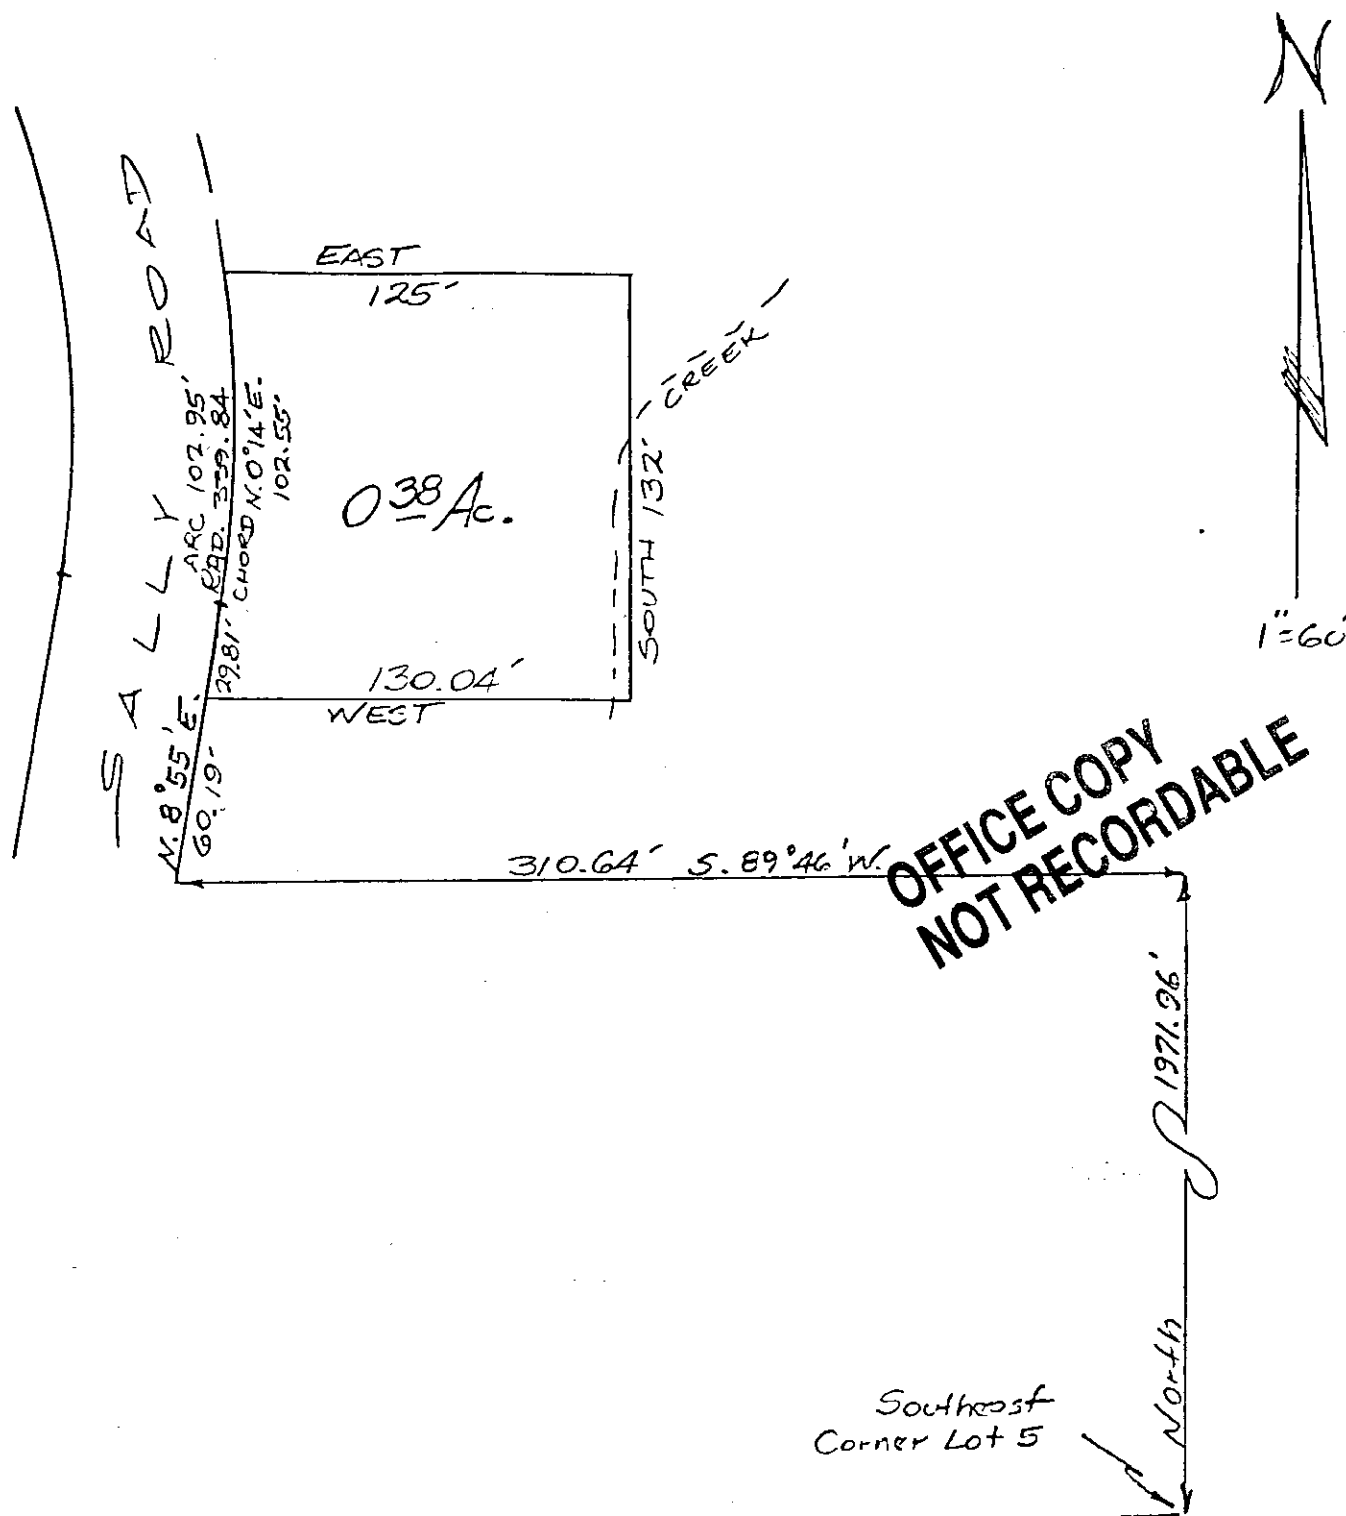 N
SALLY ROAD
EAST
125'
CREEK
ARC 102.95'
RAD. 339.84
CHORD N.0°14'E.
102.55'
0 38 Ac.
SOUTH 132'
1"=60'
29.81'
130.04'
WEST
N. 8°55' E.
60.19'
310.64' S. 89°46' W.
OFFICE COPY
NOT RECORDABLE
1971.96'
North
Southeast
Corner Lot 5